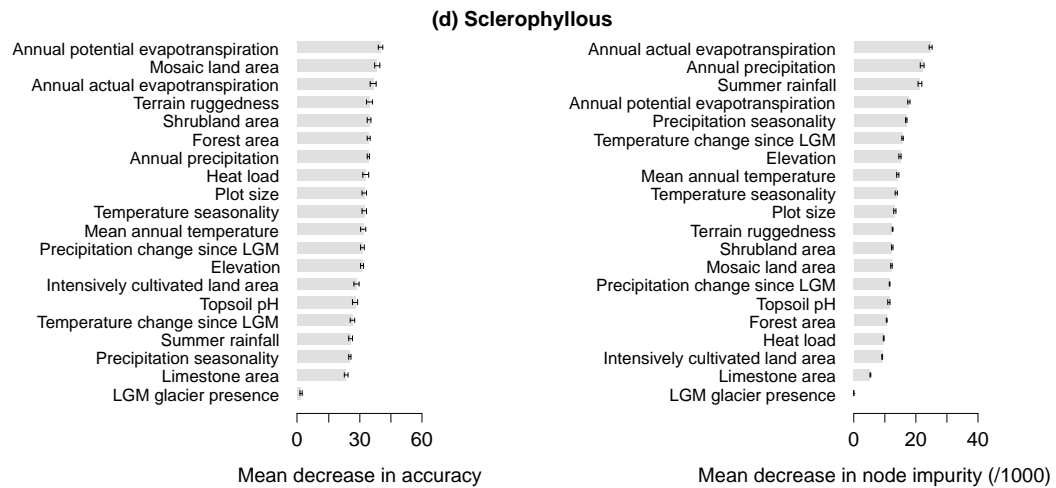 (d) Sclerophyllous
Annual potential evapotranspiration
Mosaic land area
Annual actual evapotranspiration
Terrain ruggedness
Shrubland area
Forest area
Annual precipitation
Heat load
Plot size
Temperature seasonality
Mean annual temperature
Precipitation change since LGM
Elevation
Intensively cultivated land area
Topsoil pH
Temperature change since LGM
Summer rainfall
Precipitation seasonality
Limestone area
LGM glacier presence
0 30 60
Mean decrease in accuracy
Annual actual evapotranspiration
Annual precipitation
Summer rainfall
Annual potential evapotranspiration
Precipitation seasonality
Temperature change since LGM
Elevation
Mean annual temperature
Temperature seasonality
Plot size
Terrain ruggedness
Shrubland area
Mosaic land area
Precipitation change since LGM
Topsoil pH
Forest area
Heat load
Intensively cultivated land area
Limestone area
LGM glacier presence
0 20 40
Mean decrease in node impurity (/1000)